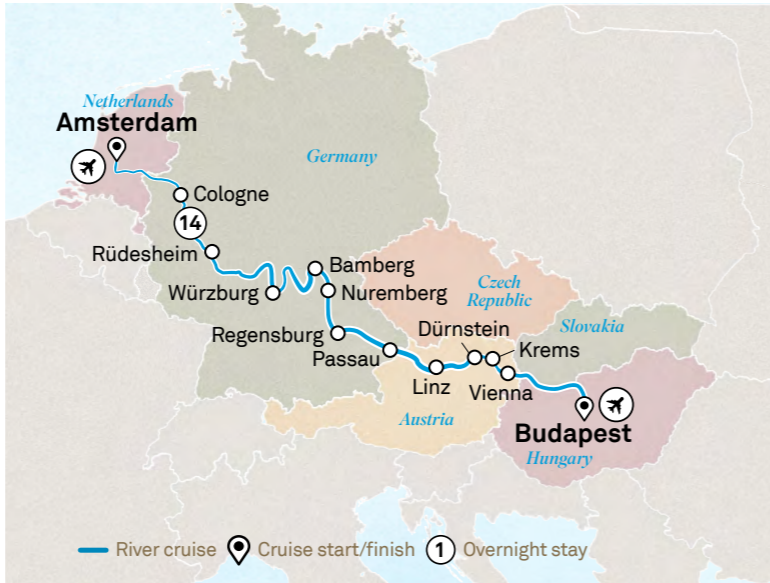 Netherlands
Amsterdam
Germany
Cologne
14
Rüdesheim
Bamberg
Würzburg
Nuremberg
Czech
Republic
Regensburg
Dürnstein
Slovakia
Passau
Krems
Linz
Vienna
Austria
Budapest
Hungary
River cruise
Cruise start/finish
1
Overnight stay